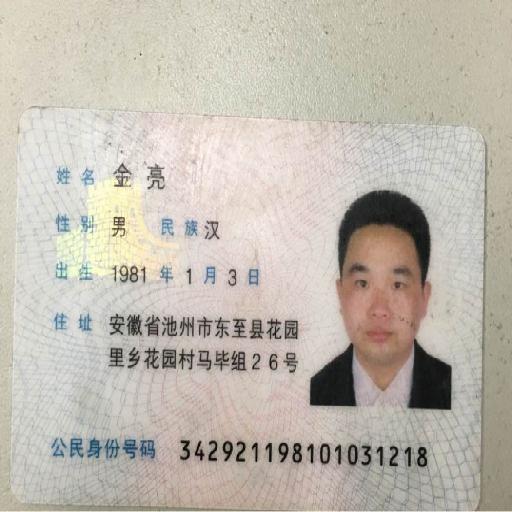 姓名 金亮
性别 男 民族 汉
出生 1981 年 1 月 3 日
住址 安徽省池州市东至县花园
里乡花园村马毕组26号
公民身份号码 342921198101031218